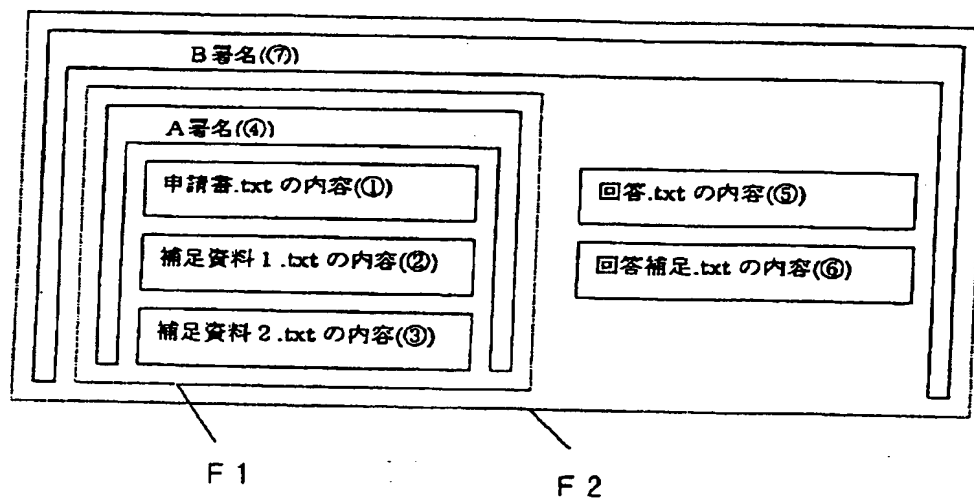 B署名(⑦)
A署名(④)
申請書.txt の内容(①)
補足資料1.txt の内容(②)
補足資料2.txt の内容(③)
回答.txt の内容(⑤)
回答補足.txt の内容(⑥)
F1
F2